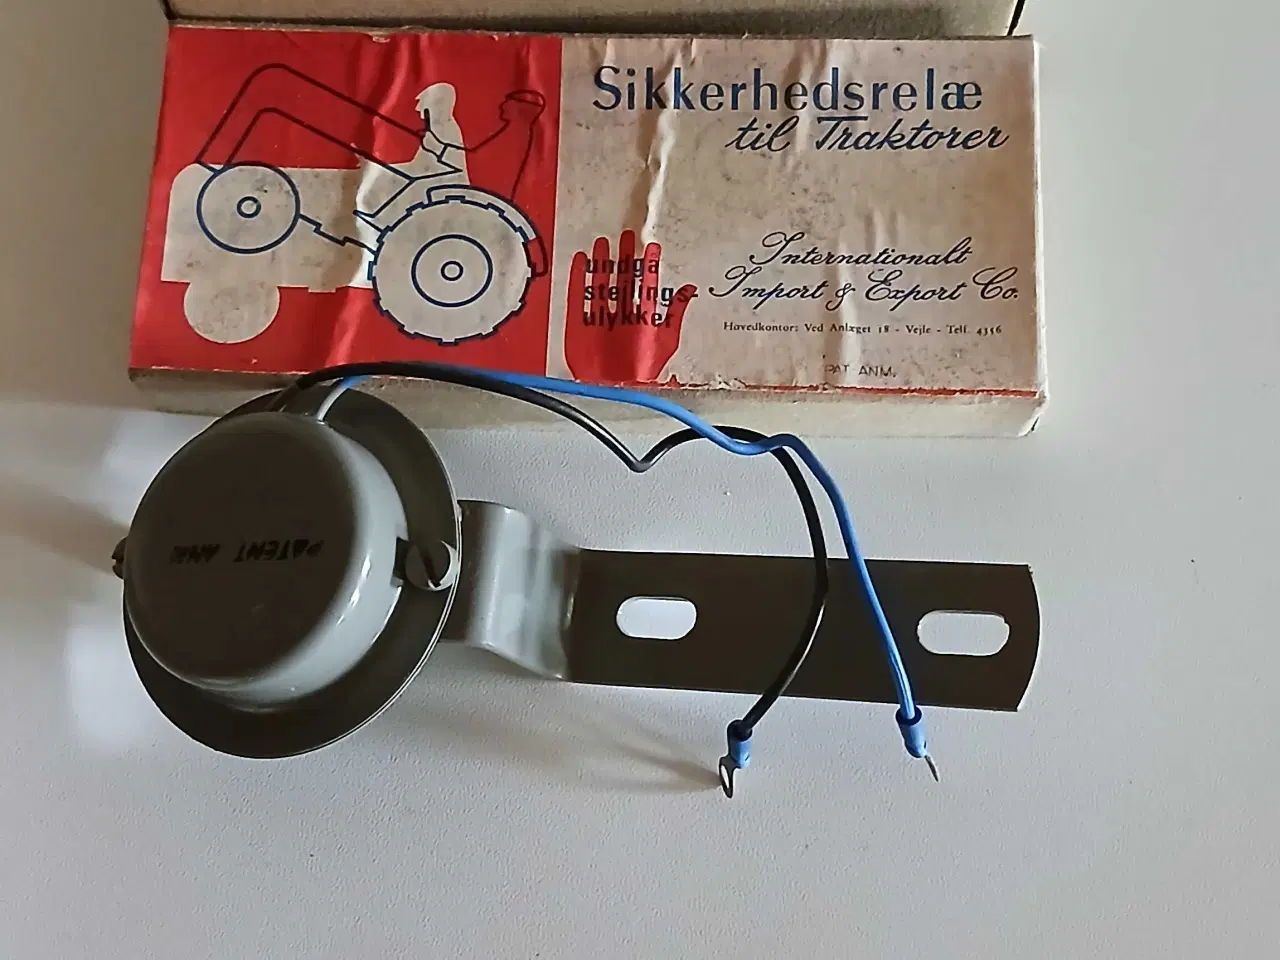 Sikkerhedsrelæ
til Traktorer
undgå
stejlings-
ulykker
Internationalt
Import & Export Co.
Hovedkontor: Ved Anlæget 18 - Vejle - Telf. 4356
PAT. ANM.
PATENT ANM